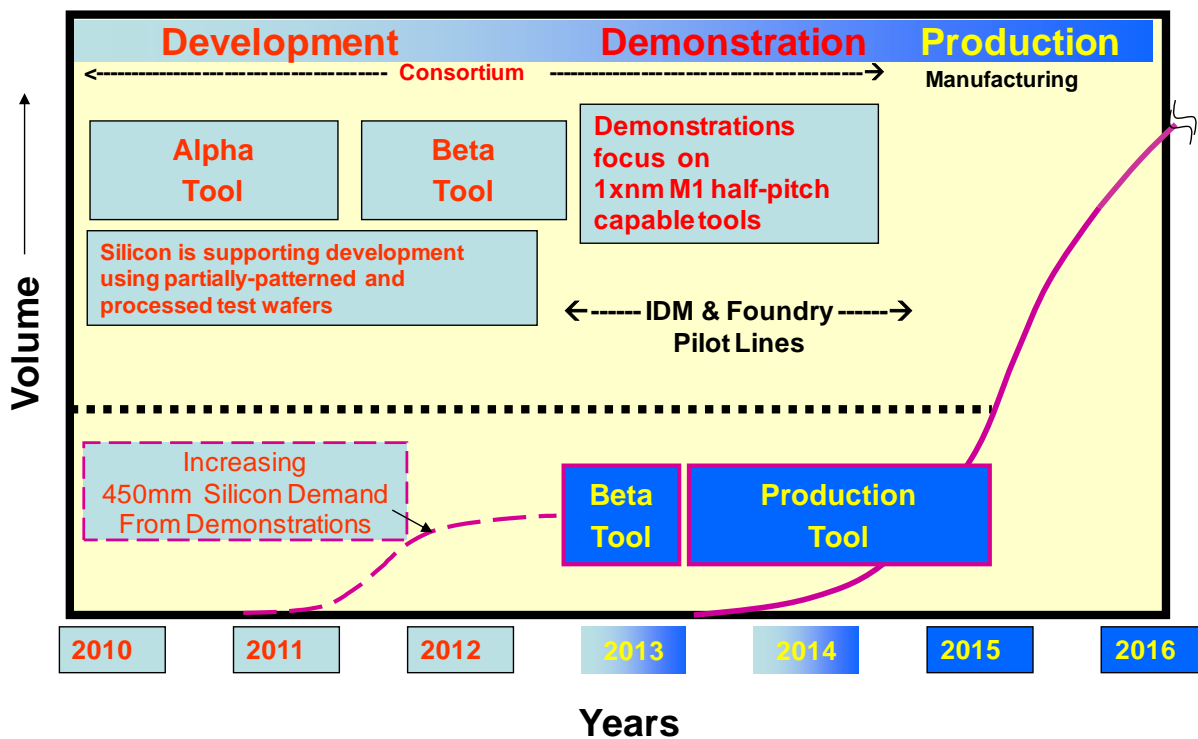 Development Demonstration Production
<---------------------------- Consortium ----------------------------→
Manufacturing
Alpha
Tool
Beta
Tool
Demonstrations
focus on
1xnm M1 half-pitch
capable tools
Silicon is supporting development
using partially-patterned and
processed test wafers
←------ IDM & Foundry ------→
Pilot Lines
Volume
Increasing
450mm Silicon Demand
From Demonstrations
Beta
Tool
Production
Tool
2010 2011 2012 2013 2014 2015 2016
Years